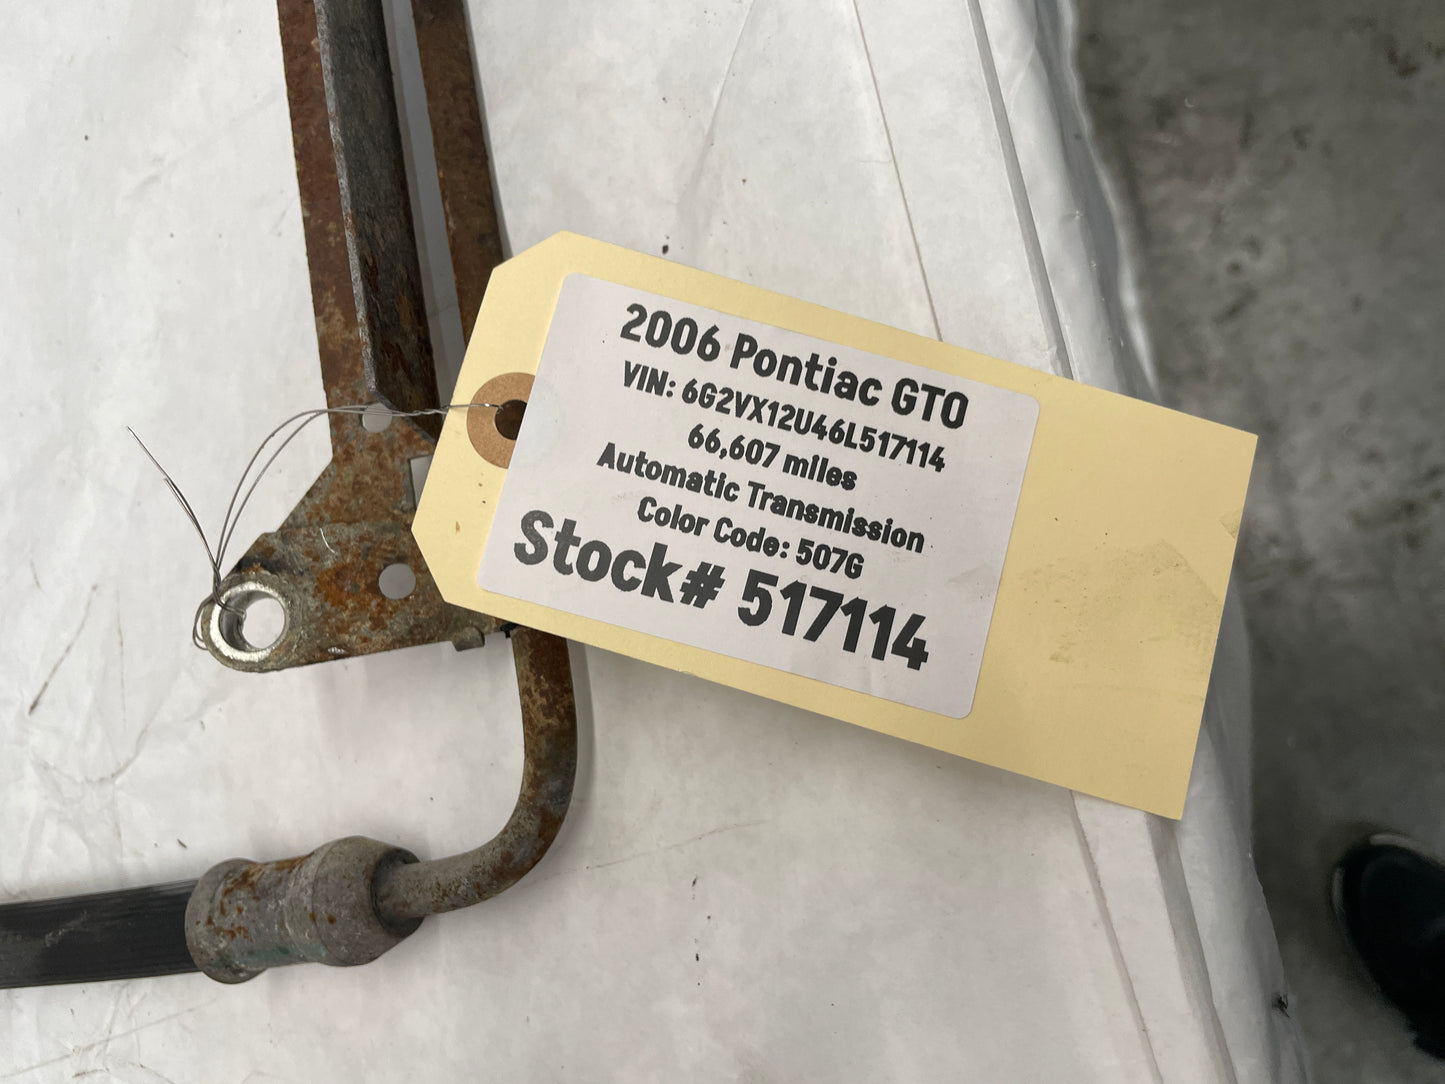 2006 Pontiac GTO
VIN: 6G2VX12U46L517114
66,607 miles
Automatic Transmission
Color Code: 507G
Stock# 517114